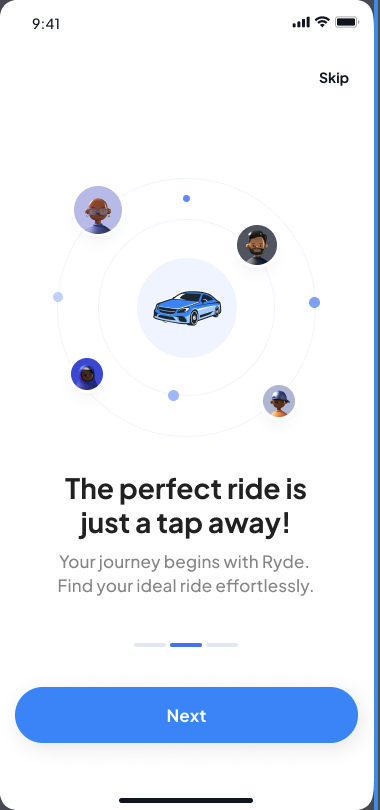 9:41
Skip
The perfect ride is
just a tap away!
Your journey begins with Ryde.
Find your ideal ride effortlessly.
Next